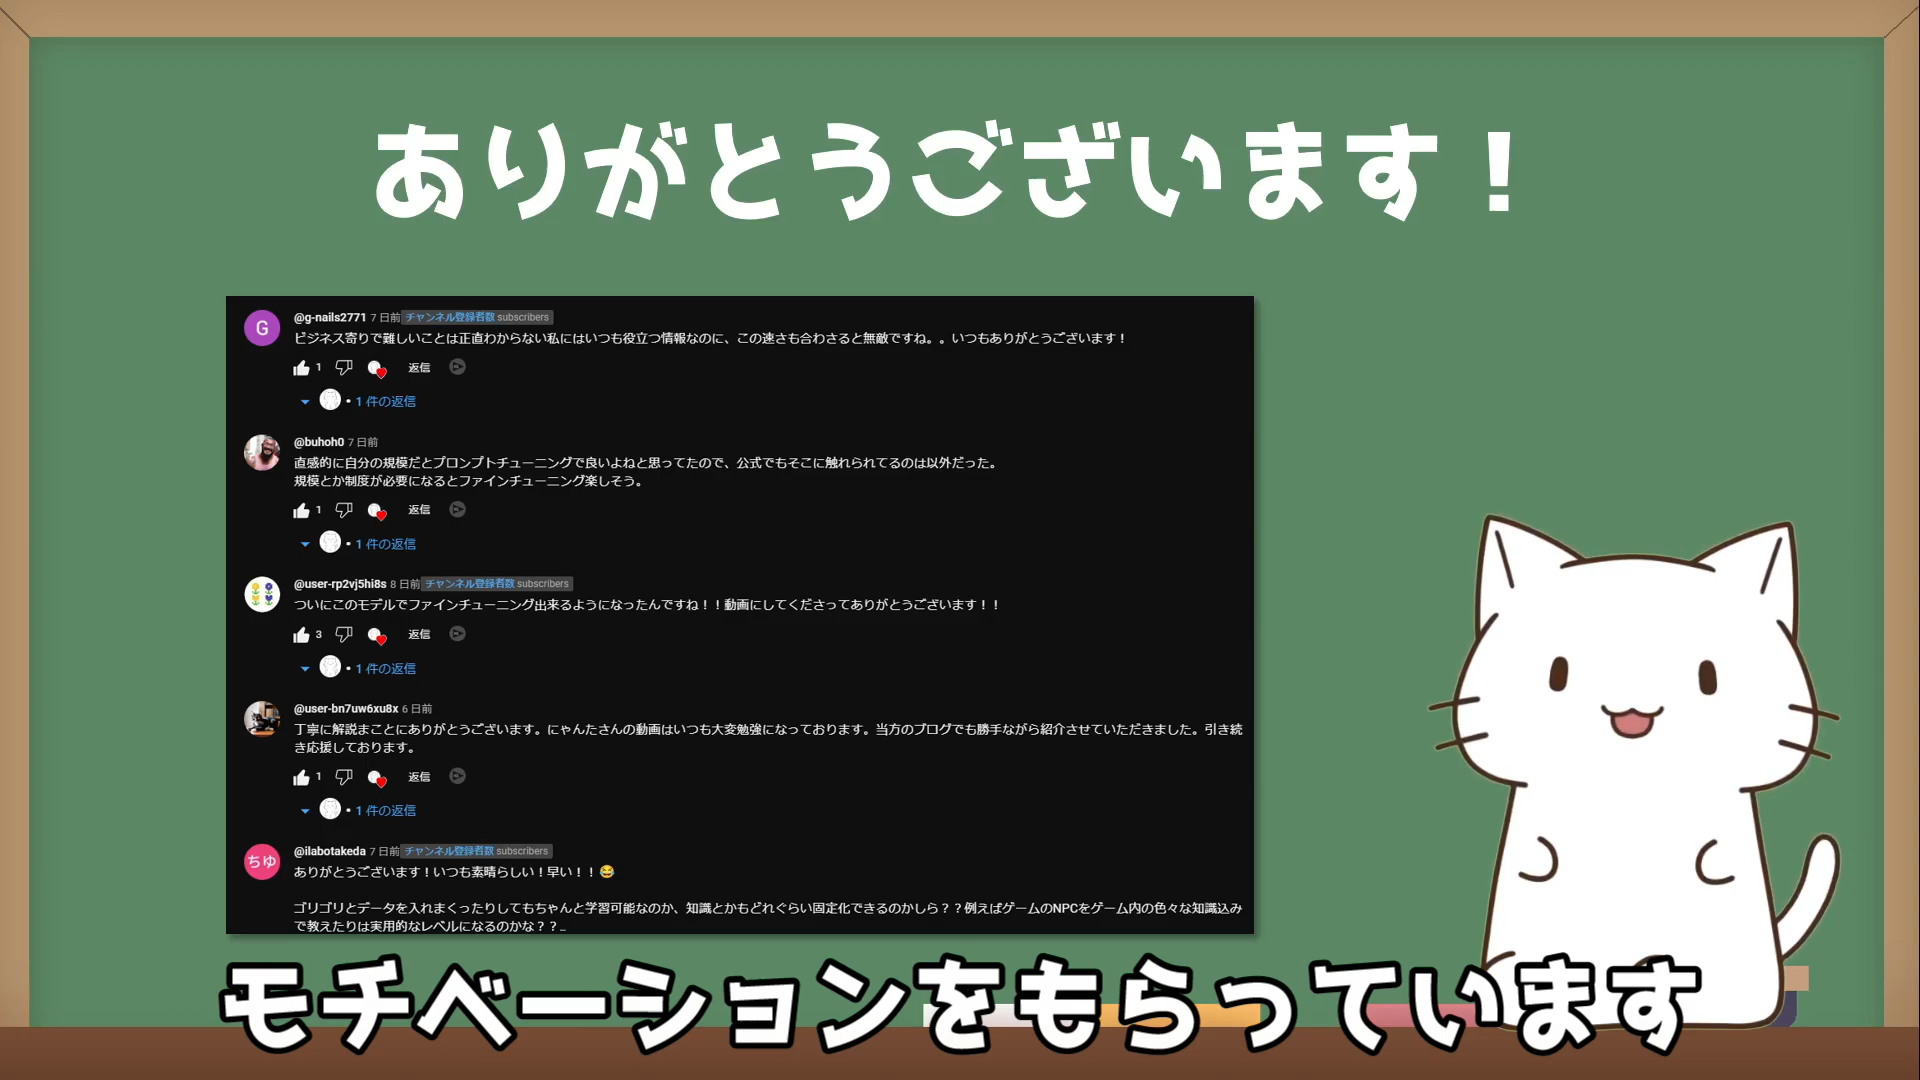 ありがとうございます！
G
@g-nails2771 7 日前 チャンネル登録者数 subscribers
ビジネス寄りで難しいことは正直わからない私にはいつも役立つ情報なのに、この速さも合わさると無敵ですね。。いつもありがとうございます！
1 返信
• 1 件の返信
@buhoh0 7 日前
直感的に自分の規模だとプロンプトチューニングで良いよねと思ってたので、公式でもそこに触れられてるのは以外だった。
規模とか制度が必要になるとファインチューニング楽しそう。
1 返信
• 1 件の返信
@user-rp2vj5hi8s 8 日前 チャンネル登録者数 subscribers
ついにこのモデルでファインチューニング出来るようになったんですね！！動画にしてくださってありがとうございます！！
3 返信
• 1 件の返信
@user-bn7uw6xu8x 6 日前
丁寧に解説まことにありがとうございます。にゃんたさんの動画はいつも大変勉強になっております。当方のブログでも勝手ながら紹介させていただきました。引き続
き応援しております。
1 返信
• 1 件の返信
ちゆ
@ilabotakeda 7 日前 チャンネル登録者数 subscribers
ありがとうございます！いつも素晴らしい！早い！！😂
ゴリゴリとデータを入れまくったりしてもちゃんと学習可能なのか、知識とかもどれぐらい固定化できるのかしら？？例えばゲームのNPCをゲーム内の色々な知識込み
で教えたりは実用的なレベルになるのかな？？_
モチベーションをもらっています